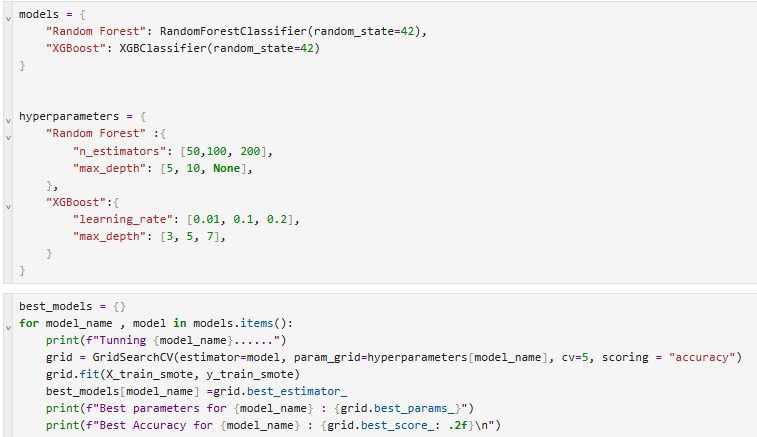 models = {
    "Random Forest": RandomForestClassifier(random_state=42),
    "XGBoost": XGBClassifier(random_state=42)
}
hyperparameters = {
    "Random Forest" :{
        "n_estimators": [50,100, 200],
        "max_depth": [5, 10, None],
    },
    "XGBoost":{
        "learning_rate": [0.01, 0.1, 0.2],
        "max_depth": [3, 5, 7],
    }
}
best_models = {}
for model_name , model in models.items():
    print(f"Tunning {model_name}......")
    grid = GridSearchCV(estimator=model, param_grid=hyperparameters[model_name], cv=5, scoring = "accuracy")
    grid.fit(X_train_smote, y_train_smote)
    best_models[model_name] =grid.best_estimator_
    print(f"Best parameters for {model_name} : {grid.best_params_}")
    print(f"Best Accuracy for {model_name} : {grid.best_score_: .2f}\n")